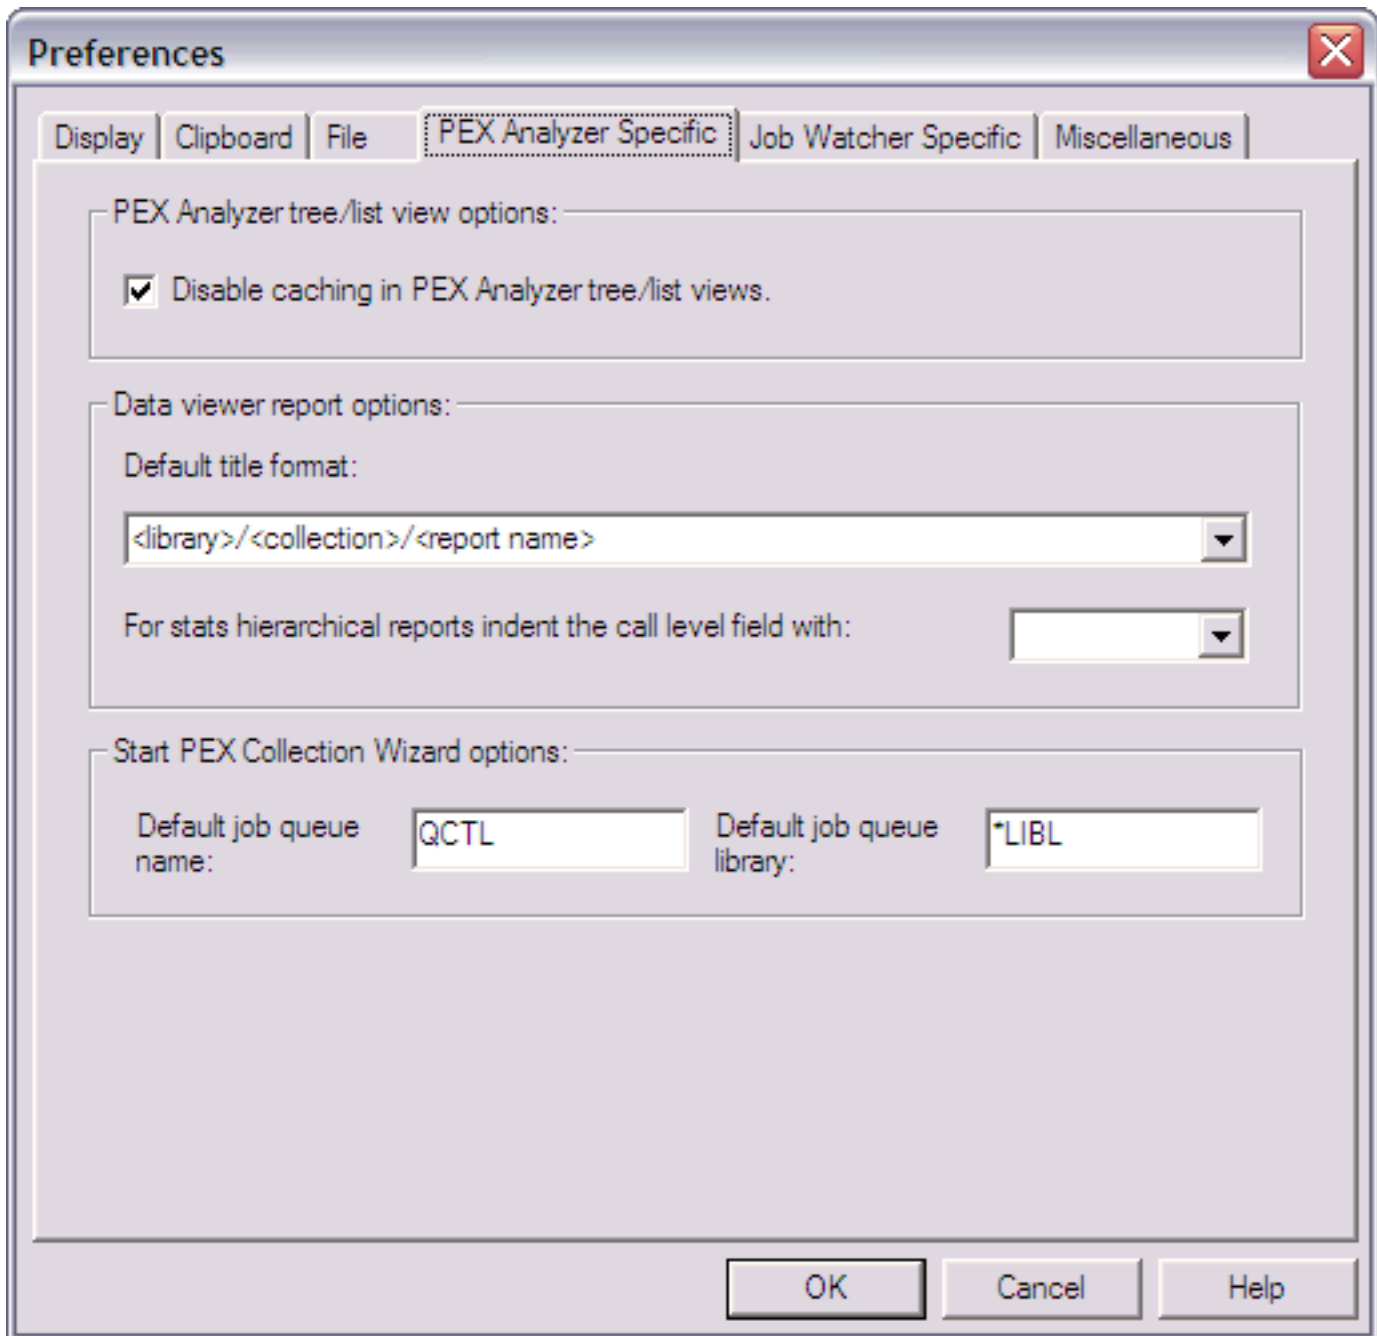 Preferences
Display Clipboard File PEX Analyzer Specific Job Watcher Specific Miscellaneous
PEX Analyzer tree/list view options:
Disable caching in PEX Analyzer tree/list views.
Data viewer report options:
Default title format:
<library>/<collection>/<report name>
For stats hierarchical reports indent the call level field with:
Start PEX Collection Wizard options:
Default job queue
name:
QCTL
Default job queue
library:
*LIBL
OK Cancel Help